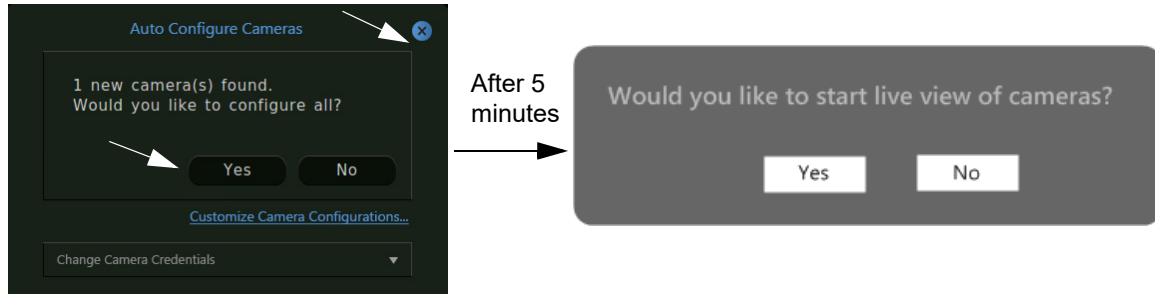 Auto Configure Cameras
1 new camera(s) found.
Would you like to configure all?
Yes
No
Customize Camera Configurations...
Change Camera Credentials
After 5
minutes
Would you like to start live view of cameras?
Yes
No